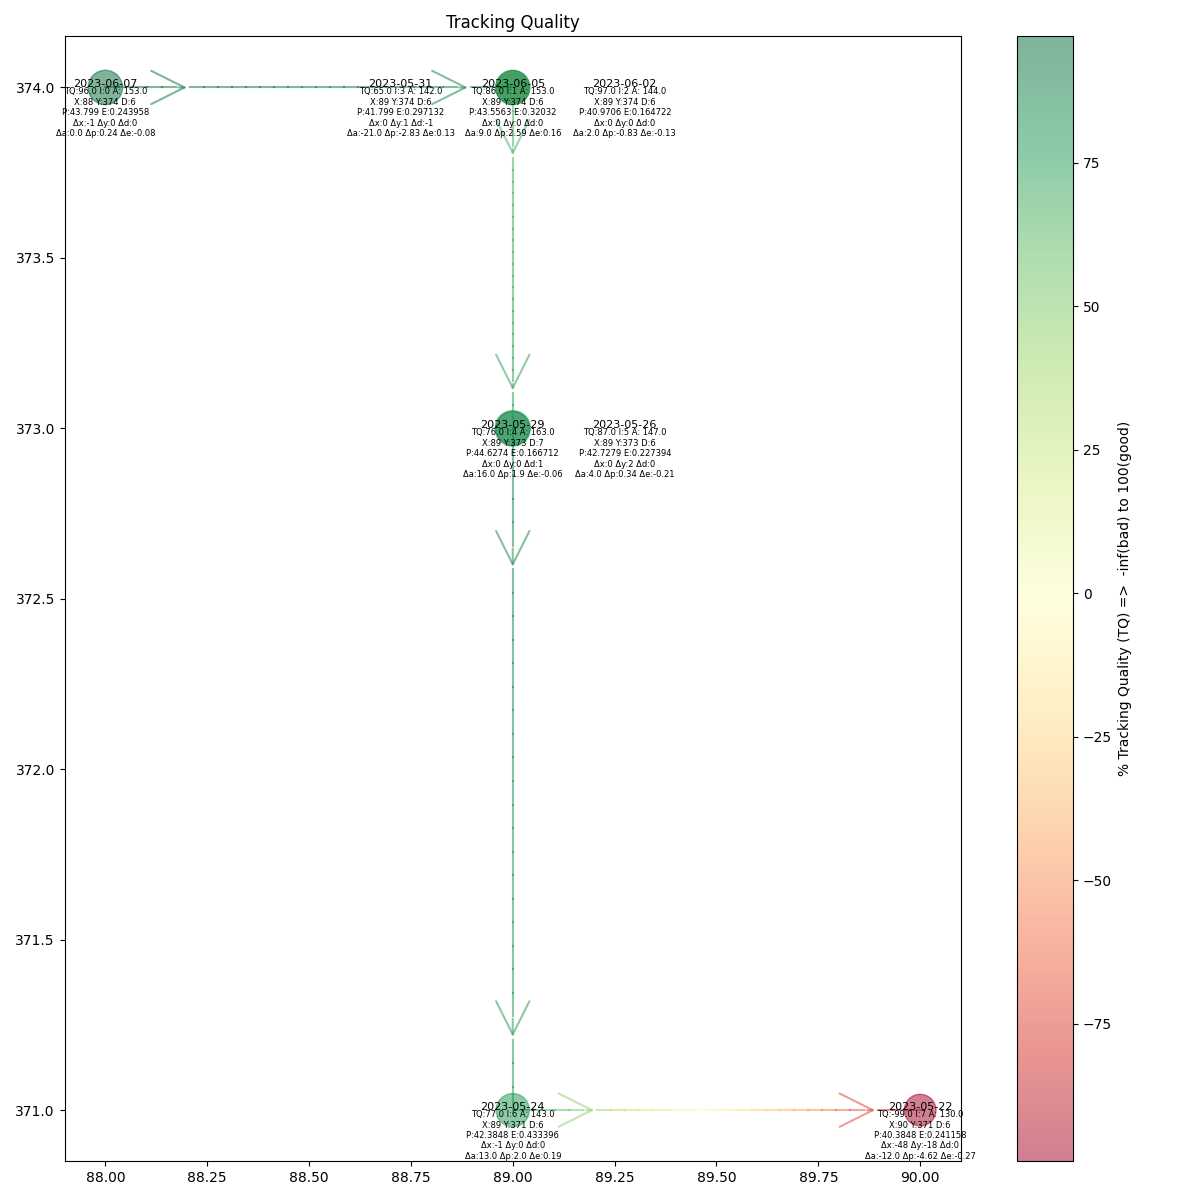 Tracking Quality
374.0
373.5
373.0
372.5
372.0
371.5
371.0
2023-06-07
TQ:96.0 I:0 A: 153.0
X:88 Y:374 D:6
P:43.799 E:0.243958
Δx:-1 Δy:0 Δd:0
Δa:0.0 Δp:0.24 Δe:-0.08
2023-05-31
TQ:65.0 I:3 A: 142.0
X:89 Y:374 D:6
P:41.799 E:0.297132
Δx:0 Δy:1 Δd:-1
Δa:-21.0 Δp:-2.83 Δe:0.13
2023-06-05
TQ:86.0 I:1 A: 153.0
X:89 Y:374 D:6
P:43.5563 E:0.32032
Δx:0 Δy:0 Δd:0
Δa:9.0 Δp:2.59 Δe:0.16
2023-06-02
TQ:97.0 I:2 A: 144.0
X:89 Y:374 D:6
P:40.9706 E:0.164722
Δx:0 Δy:0 Δd:0
Δa:2.0 Δp:-0.83 Δe:-0.13
2023-05-29
TQ:76.0 I:4 A: 163.0
X:89 Y:373 D:7
P:44.6274 E:0.166712
Δx:0 Δy:0 Δd:1
Δa:16.0 Δp:1.9 Δe:-0.06
2023-05-26
TQ:87.0 I:5 A: 147.0
X:89 Y:373 D:6
P:42.7279 E:0.227394
Δx:0 Δy:2 Δd:0
Δa:4.0 Δp:0.34 Δe:-0.21
2023-05-24
TQ:77.0 I:6 A: 143.0
X:89 Y:371 D:6
P:42.3848 E:0.433396
Δx:-1 Δy:0 Δd:0
Δa:13.0 Δp:2.0 Δe:0.19
2023-05-22
TQ:-99.0 I:7 A: 130.0
X:90 Y:371 D:6
P:40.3848 E:0.241158
Δx:-48 Δy:-18 Δd:0
Δa:-12.0 Δp:-4.62 Δe:-0.27
88.00
88.25
88.50
88.75
89.00
89.25
89.50
89.75
90.00
75
50
25
0
−25
−50
−75
% Tracking Quality (TQ) => -inf(bad) to 100(good)